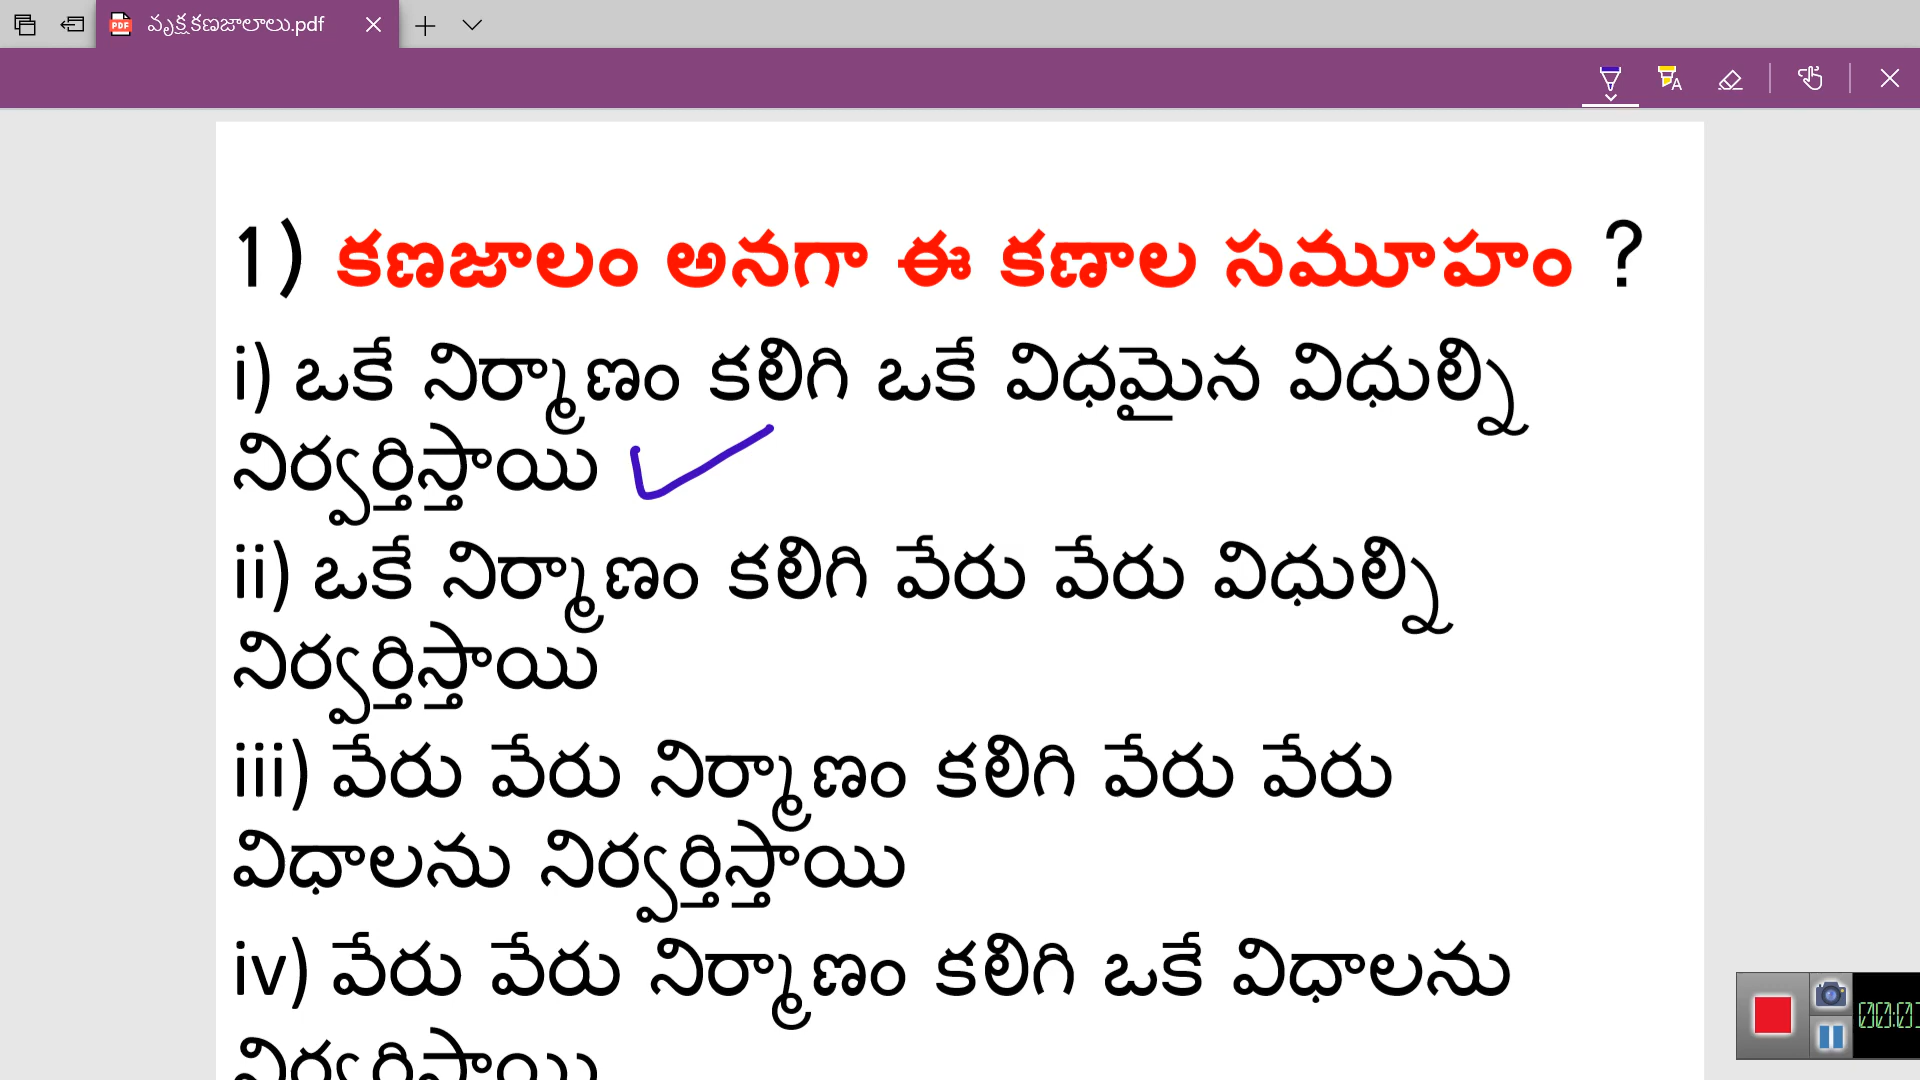 వృక్షకణజాలాలు.pdf
1) కణజాలం అనగా ఈ కణాల సమూహం ?
i) ఒకే నిర్మాణం కలిగి ఒకే విధమైన విధుల్ని
నిర్వర్తిస్తాయి
ii) ఒకే నిర్మాణం కలిగి వేరు వేరు విధుల్ని
నిర్వర్తిస్తాయి
iii) వేరు వేరు నిర్మాణం కలిగి వేరు వేరు
విధాలను నిర్వర్తిస్తాయి
iv) వేరు వేరు నిర్మాణం కలిగి ఒకే విధాలను
నిర్వర్తిస్తాయి